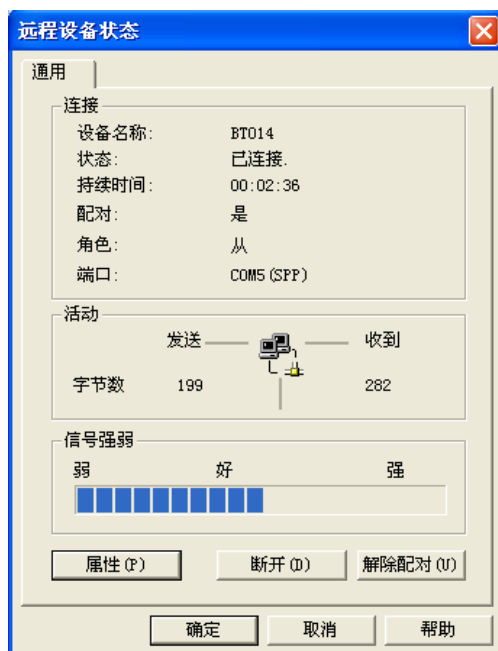 远程设备状态
通用
连接
设备名称: BT014
状态: 已连接.
持续时间: 00:02:36
配对: 是
角色: 从
端口: COM5(SPP)
活动
发送 收到
字节数 199 282
信号强弱
弱 好 强
属性(P) 断开(D) 解除配对(U)
确定 取消 帮助